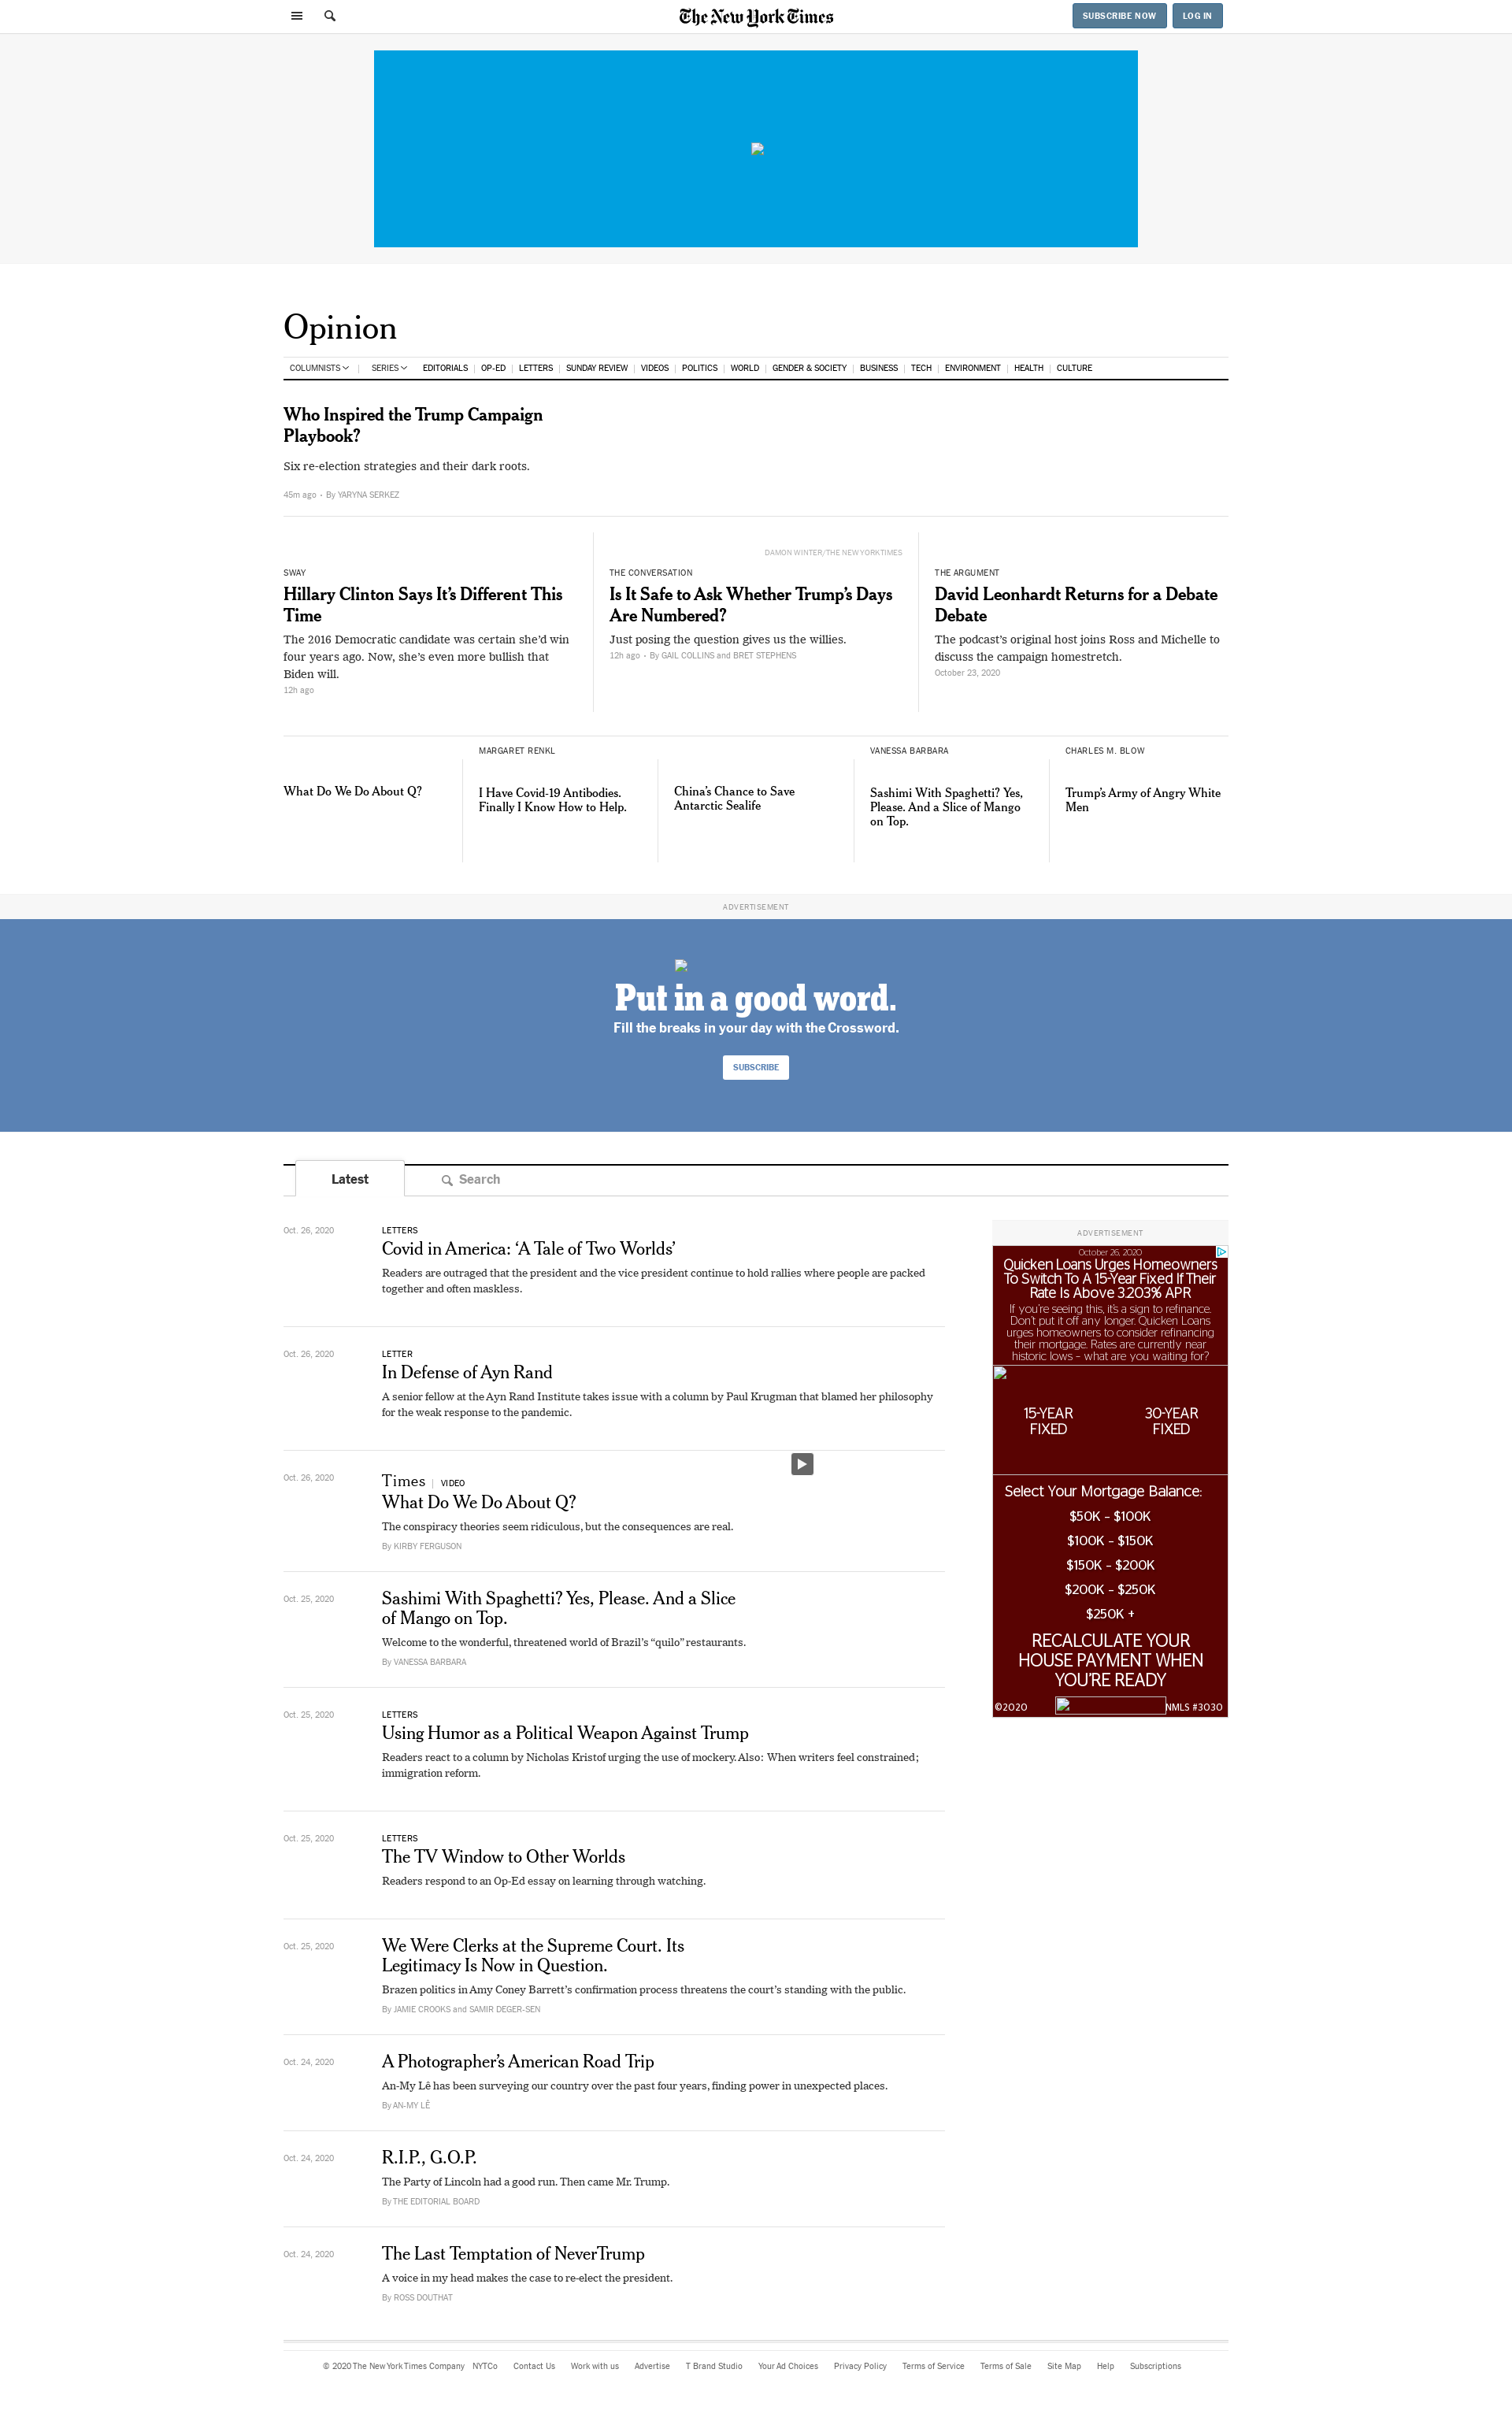 The New York Times
SUBSCRIBE NOW
LOG IN
Opinion
COLUMNISTS
SERIES
EDITORIALS
OP-ED
LETTERS
SUNDAY REVIEW
VIDEOS
POLITICS
WORLD
GENDER & SOCIETY
BUSINESS
TECH
ENVIRONMENT
HEALTH
CULTURE
Who Inspired the Trump Campaign
Playbook?
Six re-election strategies and their dark roots.
45m ago • By YARYNA SERKEZ
SWAY
Hillary Clinton Says It’s Different This
Time
The 2016 Democratic candidate was certain she’d win
four years ago. Now, she’s even more bullish that
Biden will.
12h ago
DAMON WINTER/THE NEW YORK TIMES
THE CONVERSATION
Is It Safe to Ask Whether Trump’s Days
Are Numbered?
Just posing the question gives us the willies.
12h ago • By GAIL COLLINS and BRET STEPHENS
THE ARGUMENT
David Leonhardt Returns for a Debate
Debate
The podcast’s original host joins Ross and Michelle to
discuss the campaign homestretch.
October 23, 2020
What Do We Do About Q?
MARGARET RENKL
I Have Covid-19 Antibodies.
Finally I Know How to Help.
China’s Chance to Save
Antarctic Sealife
VANESSA BARBARA
Sashimi With Spaghetti? Yes,
Please. And a Slice of Mango
on Top.
CHARLES M. BLOW
Trump’s Army of Angry White
Men
ADVERTISEMENT
Put in a good word.
Fill the breaks in your day with the Crossword.
SUBSCRIBE
Latest
Search
Oct. 26, 2020
LETTERS
Covid in America: ‘A Tale of Two Worlds’
Readers are outraged that the president and the vice president continue to hold rallies where people are packed
together and often maskless.
Oct. 26, 2020
LETTER
In Defense of Ayn Rand
A senior fellow at the Ayn Rand Institute takes issue with a column by Paul Krugman that blamed her philosophy
for the weak response to the pandemic.
Oct. 26, 2020
Times | VIDEO
What Do We Do About Q?
The conspiracy theories seem ridiculous, but the consequences are real.
By KIRBY FERGUSON
Oct. 25, 2020
Sashimi With Spaghetti? Yes, Please. And a Slice
of Mango on Top.
Welcome to the wonderful, threatened world of Brazil’s “quilo” restaurants.
By VANESSA BARBARA
Oct. 25, 2020
LETTERS
Using Humor as a Political Weapon Against Trump
Readers react to a column by Nicholas Kristof urging the use of mockery. Also: When writers feel constrained;
immigration reform.
Oct. 25, 2020
LETTERS
The TV Window to Other Worlds
Readers respond to an Op-Ed essay on learning through watching.
Oct. 25, 2020
We Were Clerks at the Supreme Court. Its
Legitimacy Is Now in Question.
Brazen politics in Amy Coney Barrett’s confirmation process threatens the court’s standing with the public.
By JAMIE CROOKS and SAMIR DEGER-SEN
Oct. 24, 2020
A Photographer’s American Road Trip
An-My Lê has been surveying our country over the past four years, finding power in unexpected places.
By AN-MY LÊ
Oct. 24, 2020
R.I.P., G.O.P.
The Party of Lincoln had a good run. Then came Mr. Trump.
By THE EDITORIAL BOARD
Oct. 24, 2020
The Last Temptation of NeverTrump
A voice in my head makes the case to re-elect the president.
By ROSS DOUTHAT
ADVERTISEMENT
October 26, 2020
Quicken Loans Urges Homeowners
To Switch To A 15-Year Fixed If Their
Rate Is Above 3.203% APR
If you’re seeing this, it’s a sign to refinance.
Don’t put it off any longer. Quicken Loans
urges homeowners to consider refinancing
their mortgage. Rates are currently near
historic lows – what are you waiting for?
15-YEAR
FIXED
30-YEAR
FIXED
Select Your Mortgage Balance:
$50K – $100K
$100K – $150K
$150K – $200K
$200K – $250K
$250K +
RECALCULATE YOUR
HOUSE PAYMENT WHEN
YOU’RE READY
©2020
NMLS #3030
© 2020 The New York Times Company
NYTCo
Contact Us
Work with us
Advertise
T Brand Studio
Your Ad Choices
Privacy Policy
Terms of Service
Terms of Sale
Site Map
Help
Subscriptions